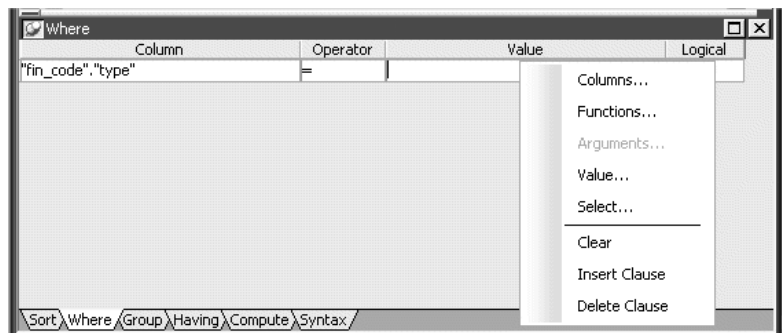 Where
Column Operator Value Logical
"fin_code"."type" =
Columns...
Functions...
Arguments...
Value...
Select...
Clear
Insert Clause
Delete Clause
Sort Where Group Having Compute Syntax